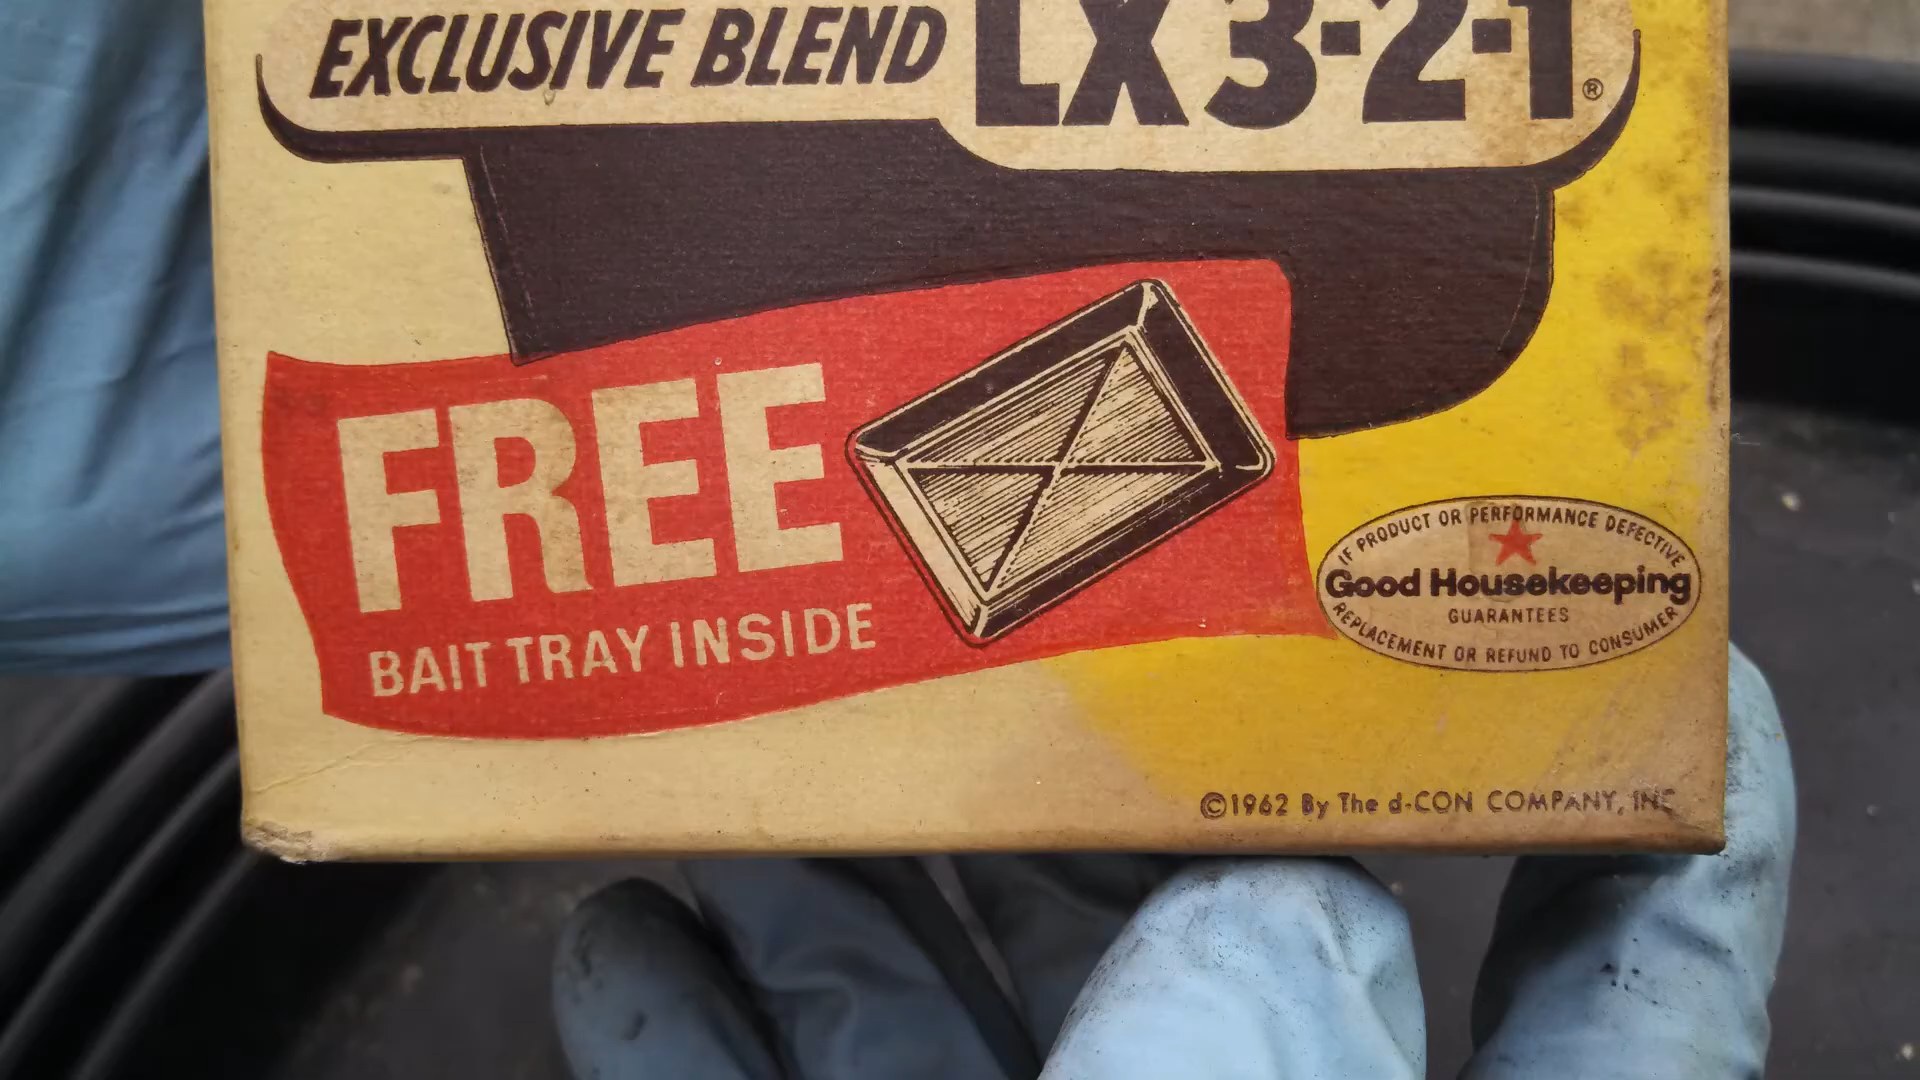 EXCLUSIVE BLEND LX 3-2-1®
FREE
BAIT TRAY INSIDE
IF PRODUCT OR PERFORMANCE DEFECTIVE
Good Housekeeping
GUARANTEES
REPLACEMENT OR REFUND TO CONSUMER
©1962 By The d-CON COMPANY, INC